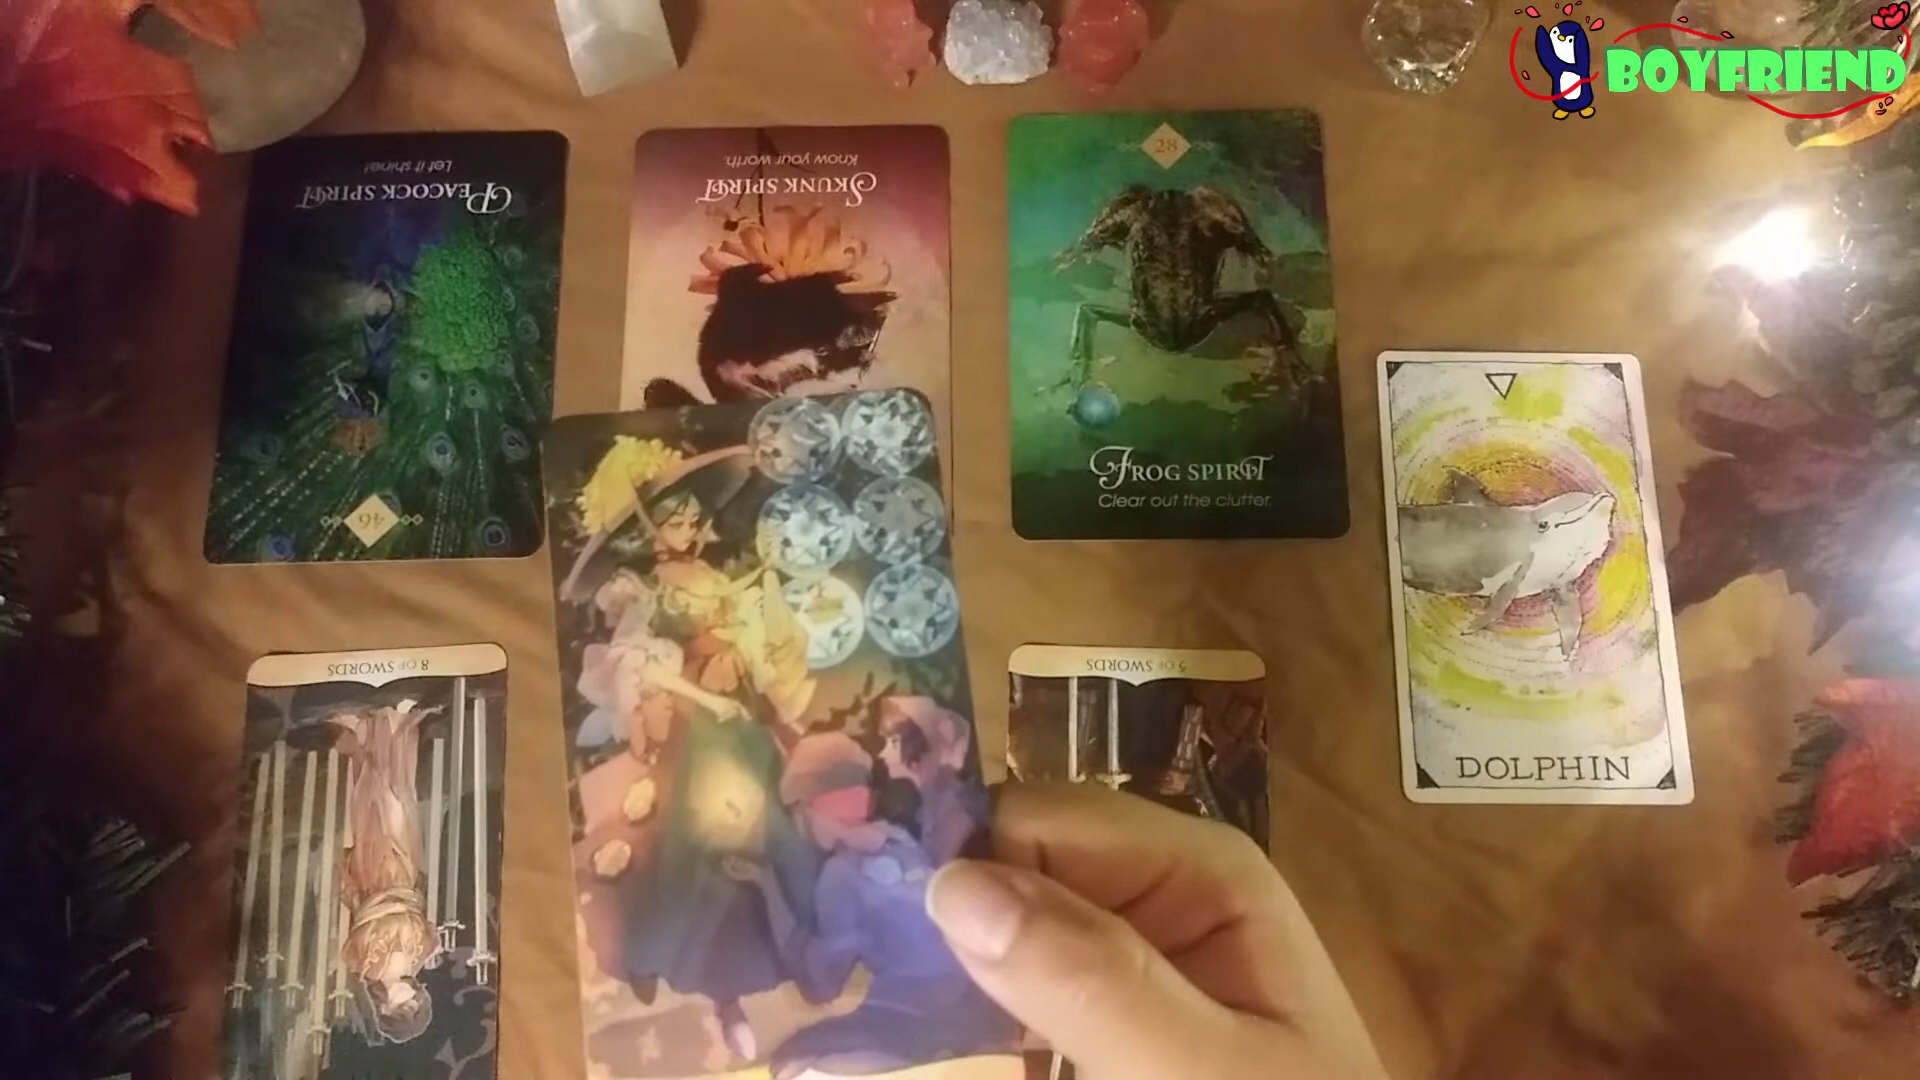 BOYFRIEND
Let it shine!
PEACOCK SPIRIT
46
Know your worth.
SKUNK SPIRIT
28
FROG SPIRIT
Clear out the clutter.
DOLPHIN
8 OF SWORDS
5 OF SWORDS